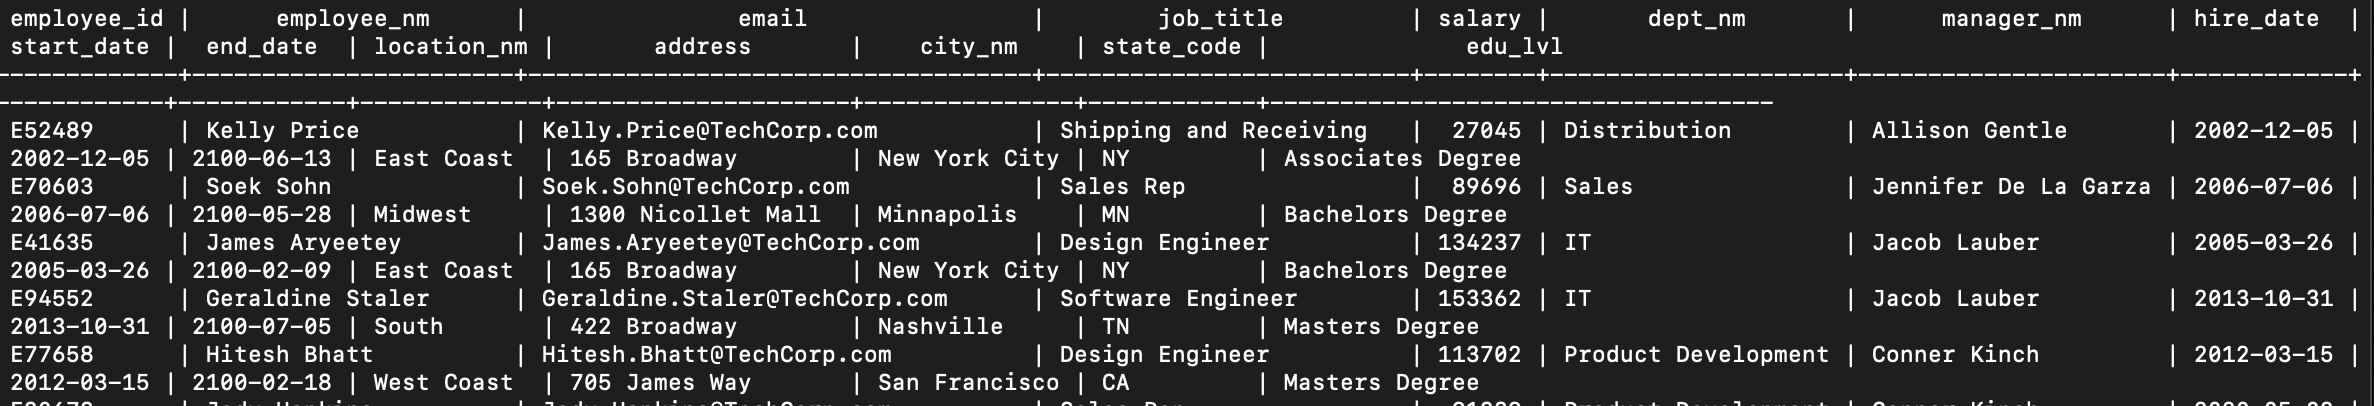 employee_id | employee_nm | email | job_title | salary | dept_nm | manager_nm | hire_date |
start_date | end_date | location_nm | address | city_nm | state_code | edu_lvl
-------------+-----------------------+------------------------------------+--------------------------+--------+---------------------+----------------------+------------+
------------+------------+-------------+---------------------+---------------+------------+------------------------------------
E52489 | Kelly Price | Kelly.Price@TechCorp.com | Shipping and Receiving | 27045 | Distribution | Allison Gentle | 2002-12-05 |
2002-12-05 | 2100-06-13 | East Coast | 165 Broadway | New York City | NY | Associates Degree
E70603 | Soek Sohn | Soek.Sohn@TechCorp.com | Sales Rep | 89696 | Sales | Jennifer De La Garza | 2006-07-06 |
2006-07-06 | 2100-05-28 | Midwest | 1300 Nicollet Mall | Minneapolis | MN | Bachelors Degree
E41635 | James Aryeetey | James.Aryeetey@TechCorp.com | Design Engineer | 134237 | IT | Jacob Lauber | 2005-03-26 |
2005-03-26 | 2100-02-09 | East Coast | 165 Broadway | New York City | NY | Bachelors Degree
E94552 | Geraldine Staler | Geraldine.Staler@TechCorp.com | Software Engineer | 153362 | IT | Jacob Lauber | 2013-10-31 |
2013-10-31 | 2100-07-05 | South | 422 Broadway | Nashville | TN | Masters Degree
E77658 | Hitesh Bhatt | Hitesh.Bhatt@TechCorp.com | Design Engineer | 113702 | Product Development | Conner Kinch | 2012-03-15 |
2012-03-15 | 2100-02-18 | West Coast | 705 James Way | San Francisco | CA | Masters Degree